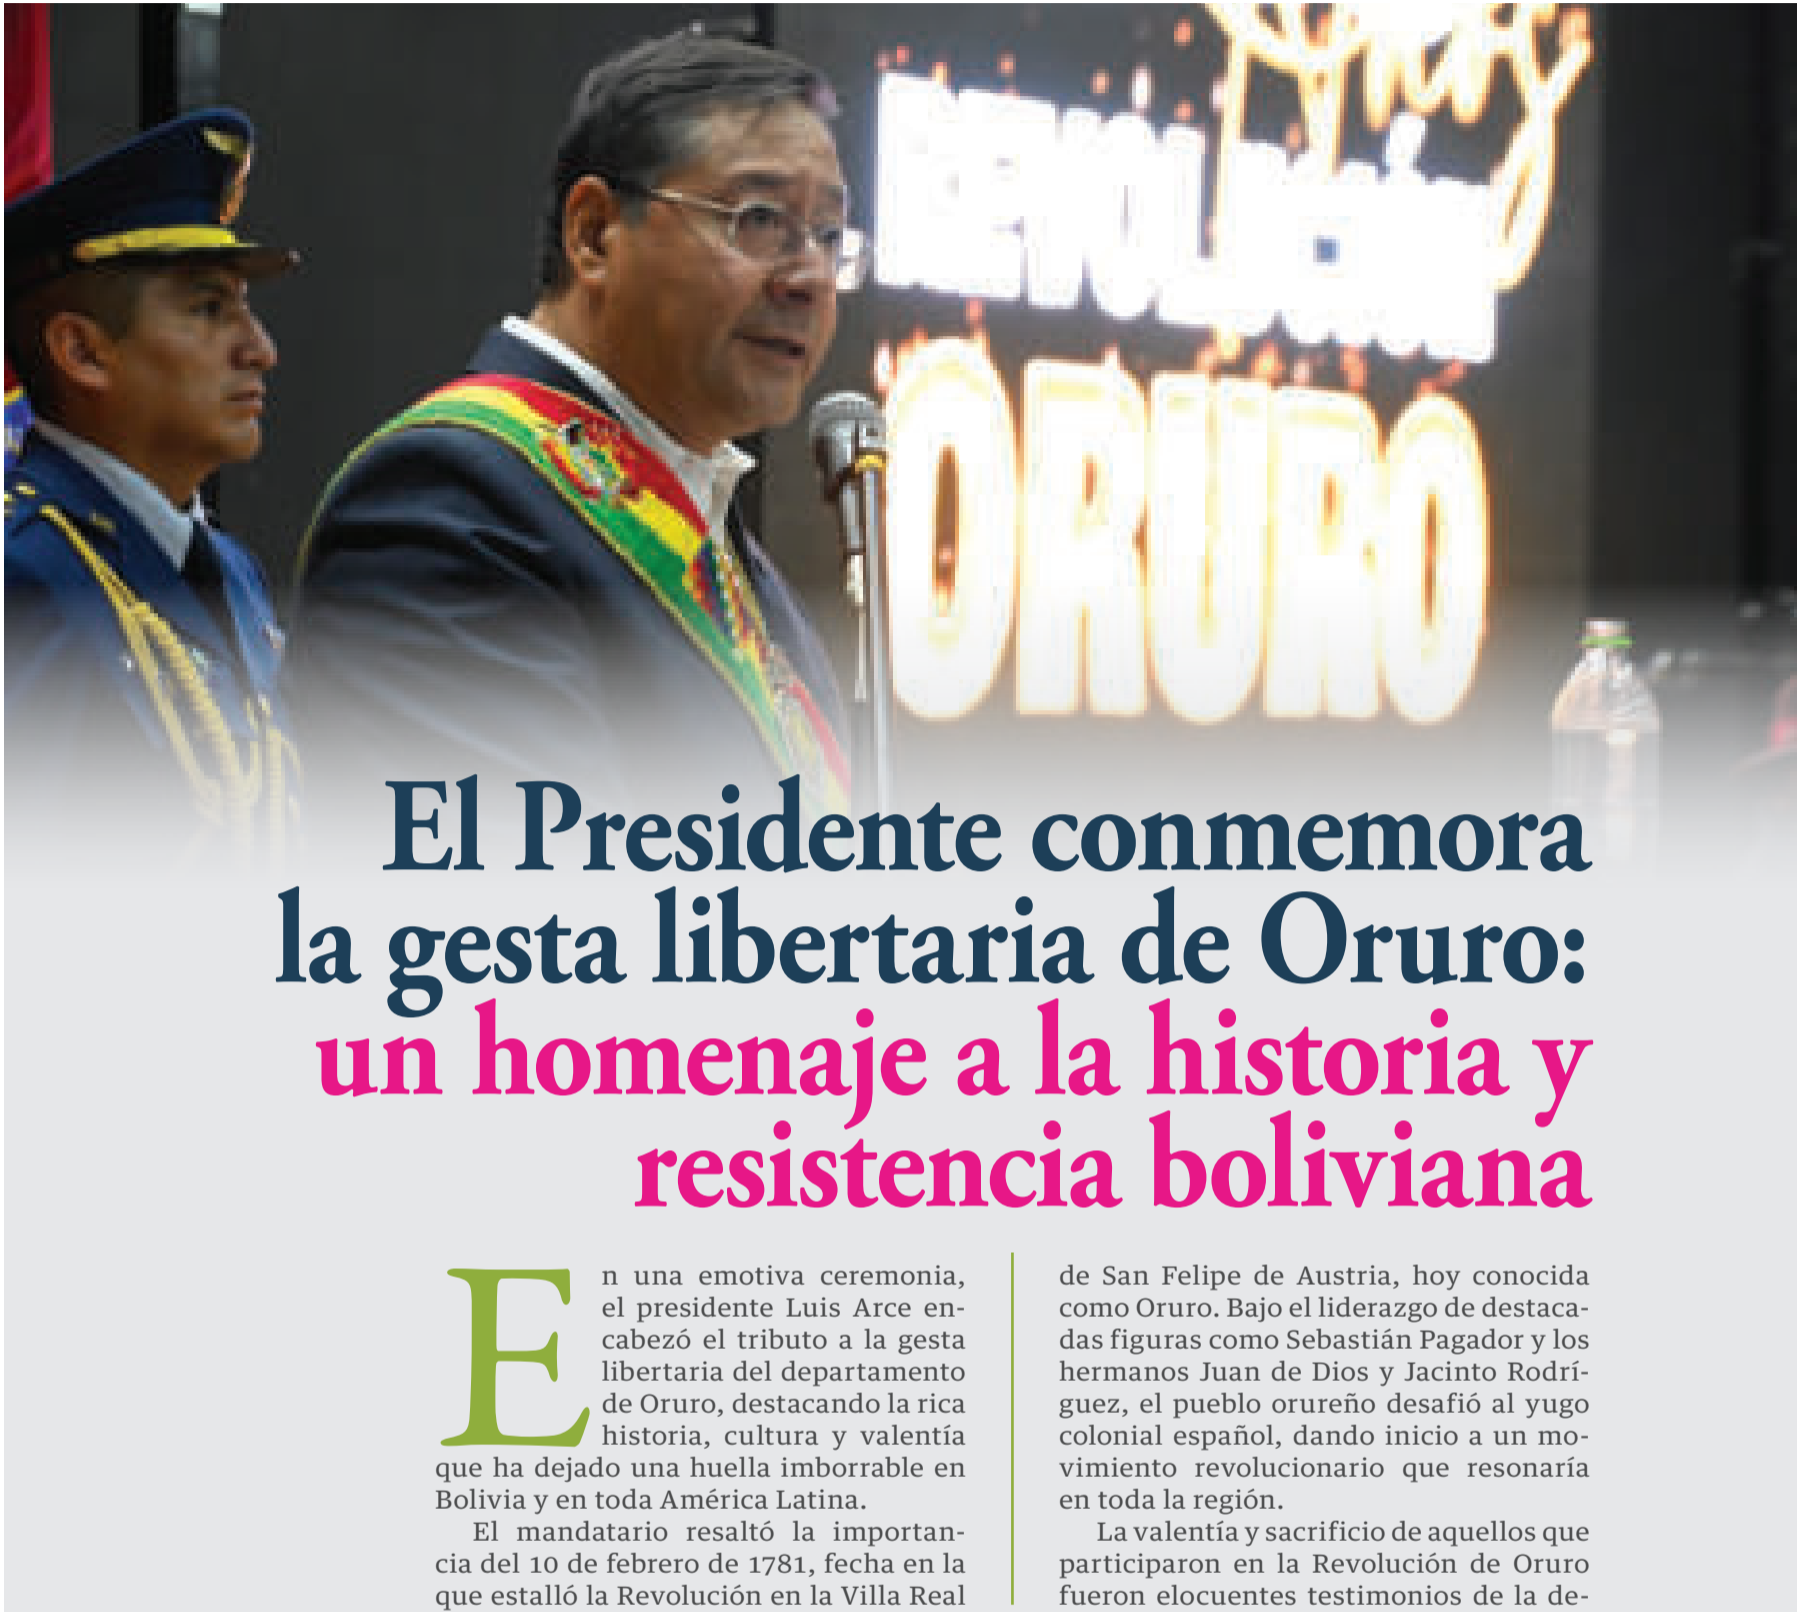 REVOLUCIÓN
ORURO
El Presidente conmemora
la gesta libertaria de Oruro:
un homenaje a la historia y
resistencia boliviana
En una emotiva ceremonia,
el presidente Luis Arce en-
cabezó el tributo a la gesta
libertaria del departamento
de Oruro, destacando la rica
historia, cultura y valentía
que ha dejado una huella imborrable en
Bolivia y en toda América Latina.
El mandatario resaltó la importan-
cia del 10 de febrero de 1781, fecha en la
que estalló la Revolución en la Villa Real
de San Felipe de Austria, hoy conocida
como Oruro. Bajo el liderazgo de destaca-
das figuras como Sebastián Pagador y los
hermanos Juan de Dios y Jacinto Rodrí-
guez, el pueblo orureño desafió al yugo
colonial español, dando inicio a un mo-
vimiento revolucionario que resonaría
en toda la región.
La valentía y sacrificio de aquellos que
participaron en la Revolución de Oruro
fueron elocuentes testimonios de la de-